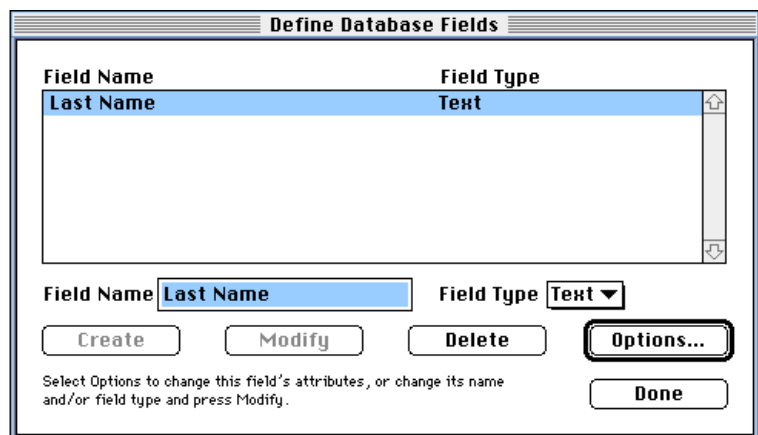 Define Database Fields
Field Name Field Type
Last Name Text
Field Name Last Name Field Type Text
Create Modify Delete Options...
Select Options to change this field's attributes, or change its name
and/or field type and press Modify.
Done